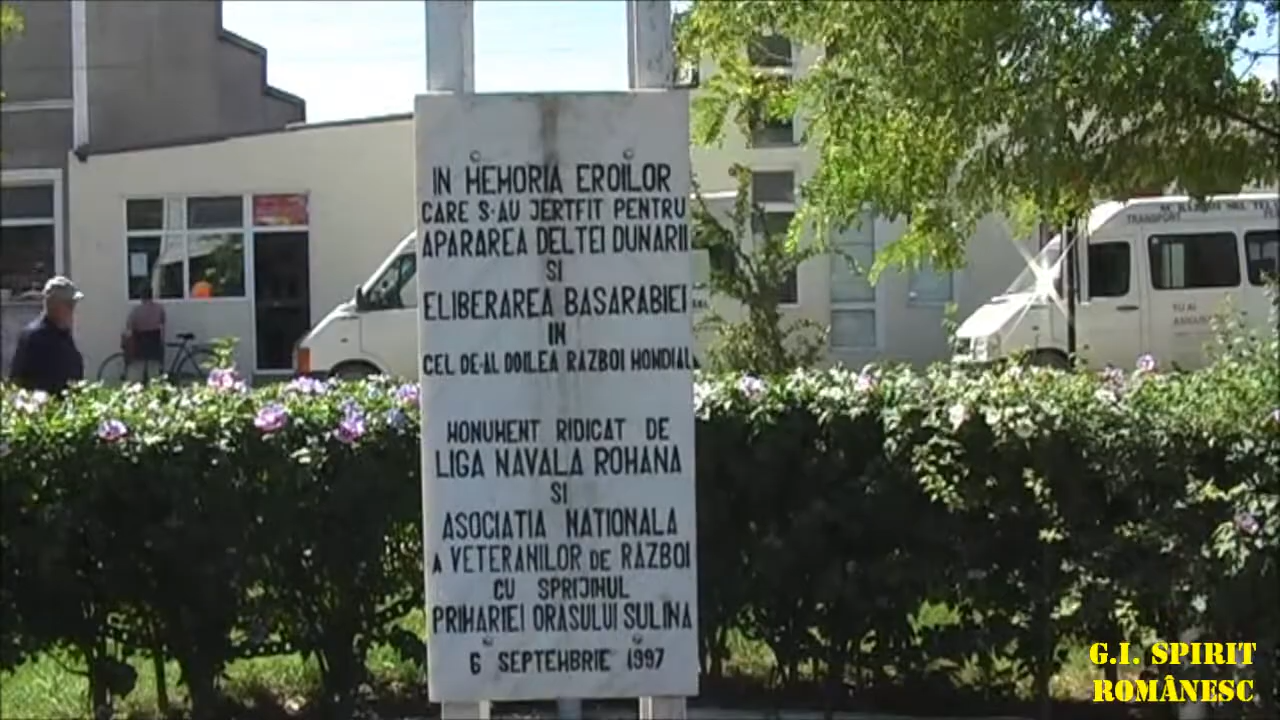 IN MEMORIA EROILOR
CARE S-AU JERTFIT PENTRU
APARAREA DELTEI DUNARII
SI
ELIBERAREA BASARABIEI
IN
CEL DE-AL DOILEA RAZBOI MONDIAL
MONUMENT RIDICAT DE
LIGA NAVALA ROMANA
SI
ASOCIATIA NATIONALA
A VETERANILOR DE RAZBOI
CU SPRIJINUL
PRIMARIEI ORASULUI SULINA
6 SEPTEMBRIE 1997
TRANSPORT
G.I. SPIRIT
ROMÂNESC